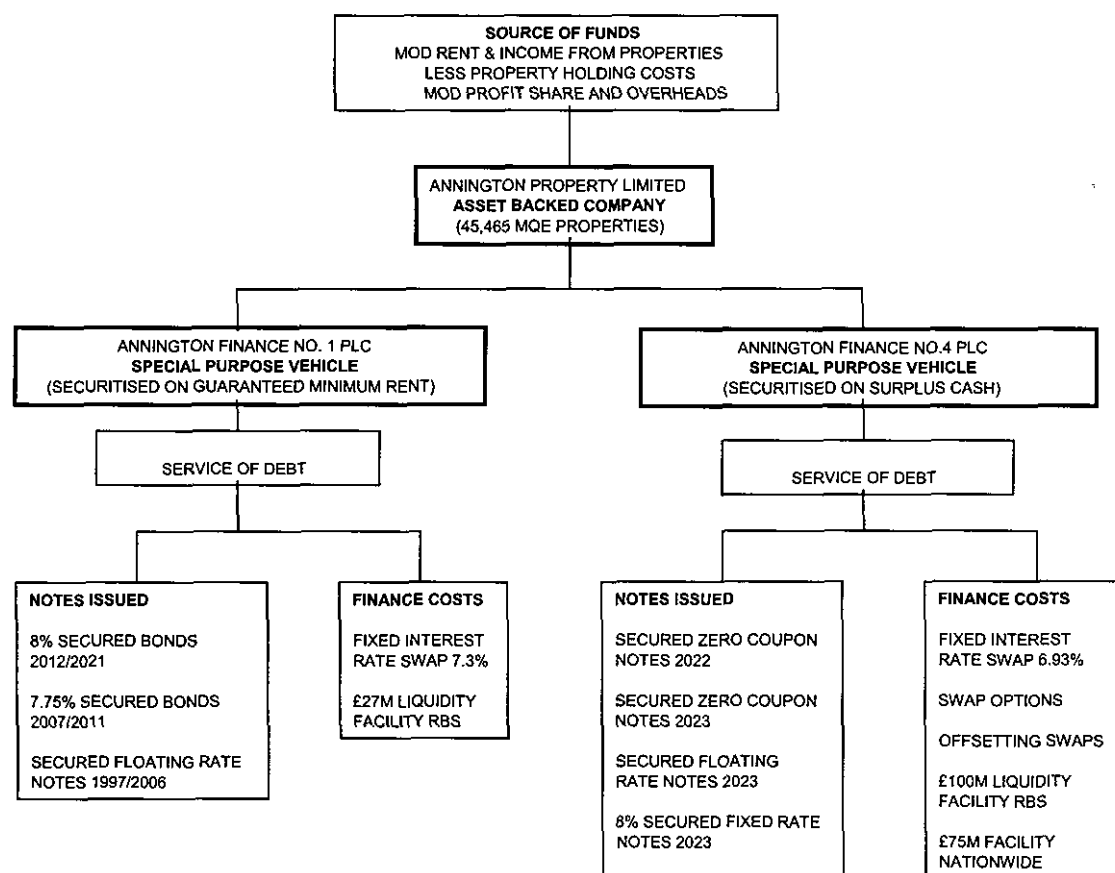 SOURCE OF FUNDS
MOD RENT & INCOME FROM PROPERTIES
LESS PROPERTY HOLDING COSTS
MOD PROFIT SHARE AND OVERHEADS
ANNINGTON PROPERTY LIMITED
ASSET BACKED COMPANY
(45,465 MQE PROPERTIES)
ANNINGTON FINANCE NO. 1 PLC
SPECIAL PURPOSE VEHICLE
(SECURITISED ON GUARANTEED MINIMUM RENT)
ANNINGTON FINANCE NO.4 PLC
SPECIAL PURPOSE VEHICLE
(SECURITISED ON SURPLUS CASH)
SERVICE OF DEBT
SERVICE OF DEBT
NOTES ISSUED
8% SECURED BONDS
2012/2021
7.75% SECURED BONDS
2007/2011
SECURED FLOATING RATE
NOTES 1997/2006
FINANCE COSTS
FIXED INTEREST
RATE SWAP 7.3%
£27M LIQUIDITY
FACILITY RBS
NOTES ISSUED
SECURED ZERO COUPON
NOTES 2022
SECURED ZERO COUPON
NOTES 2023
SECURED FLOATING
RATE NOTES 2023
8% SECURED FIXED RATE
NOTES 2023
FINANCE COSTS
FIXED INTEREST
RATE SWAP 6.93%
SWAP OPTIONS
OFFSETTING SWAPS
£100M LIQUIDITY
FACILITY RBS
£75M FACILITY
NATIONWIDE